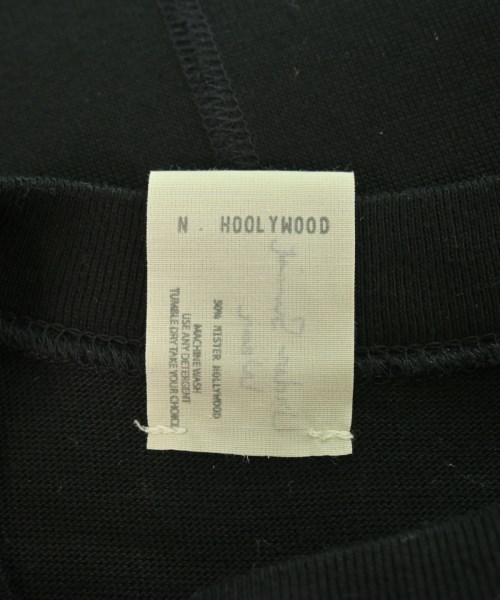 N. HOOLYWOOD
50% MISTER HOLLYWOOD
MACHINE WASH
USE ANY DETERGENT
TUMBLE DRY TAKE YOUR CHOICE